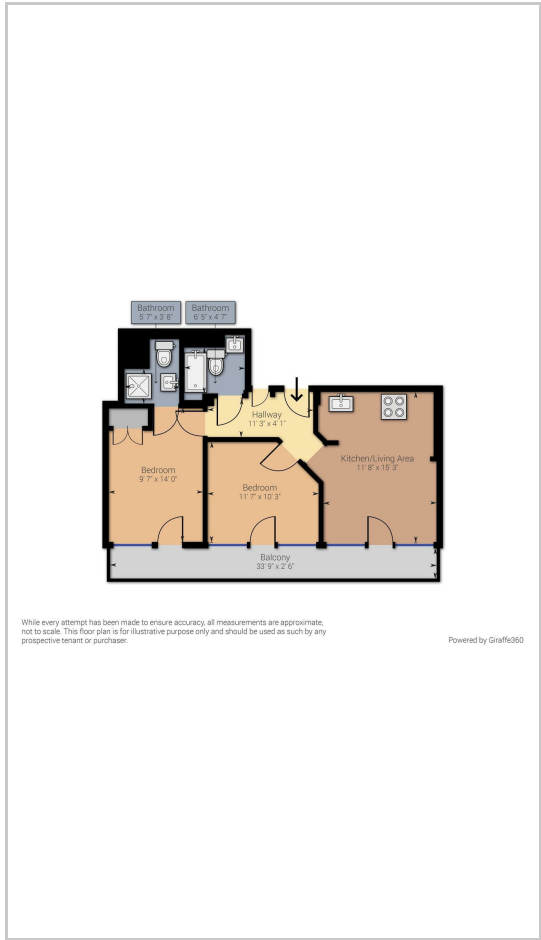 Bathroom
5' 7" x 3' 8"
Bathroom
6' 5" x 4' 7"
Hallway
11' 3" x 4' 1"
Kitchen/Living Area
11' 8" x 15' 3"
Bedroom
9' 7" x 14' 0"
Bedroom
11' 7" x 10' 3"
Balcony
33' 9" x 2' 6"
While every attempt has been made to ensure accuracy, all measurements are approximate,
not to scale. This floor plan is for illustrative purpose only and should be used as such by any
prospective tenant or purchaser.
Powered by Giraffe360